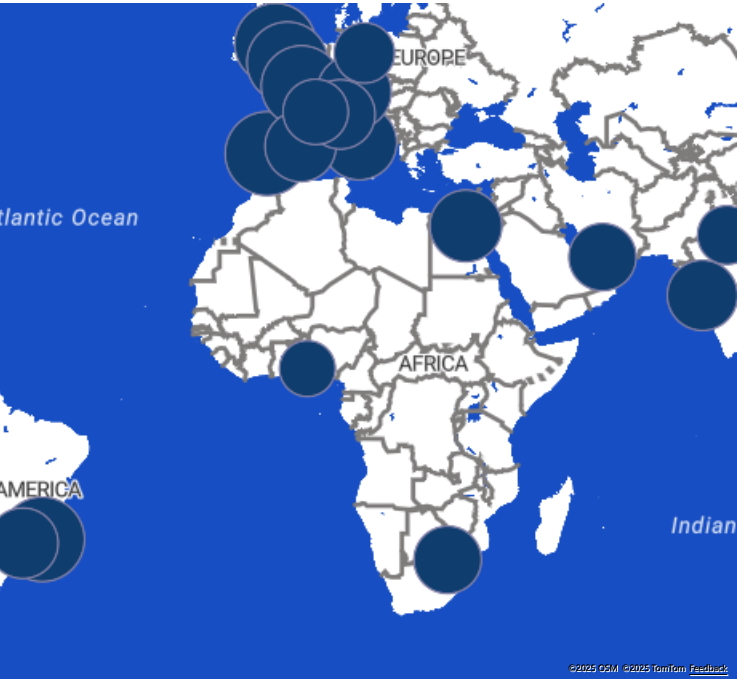 EUROPE
tlantic Ocean
AFRICA
AMERICA
Indian
©2025 OSM ©2025 TomTom Feedback